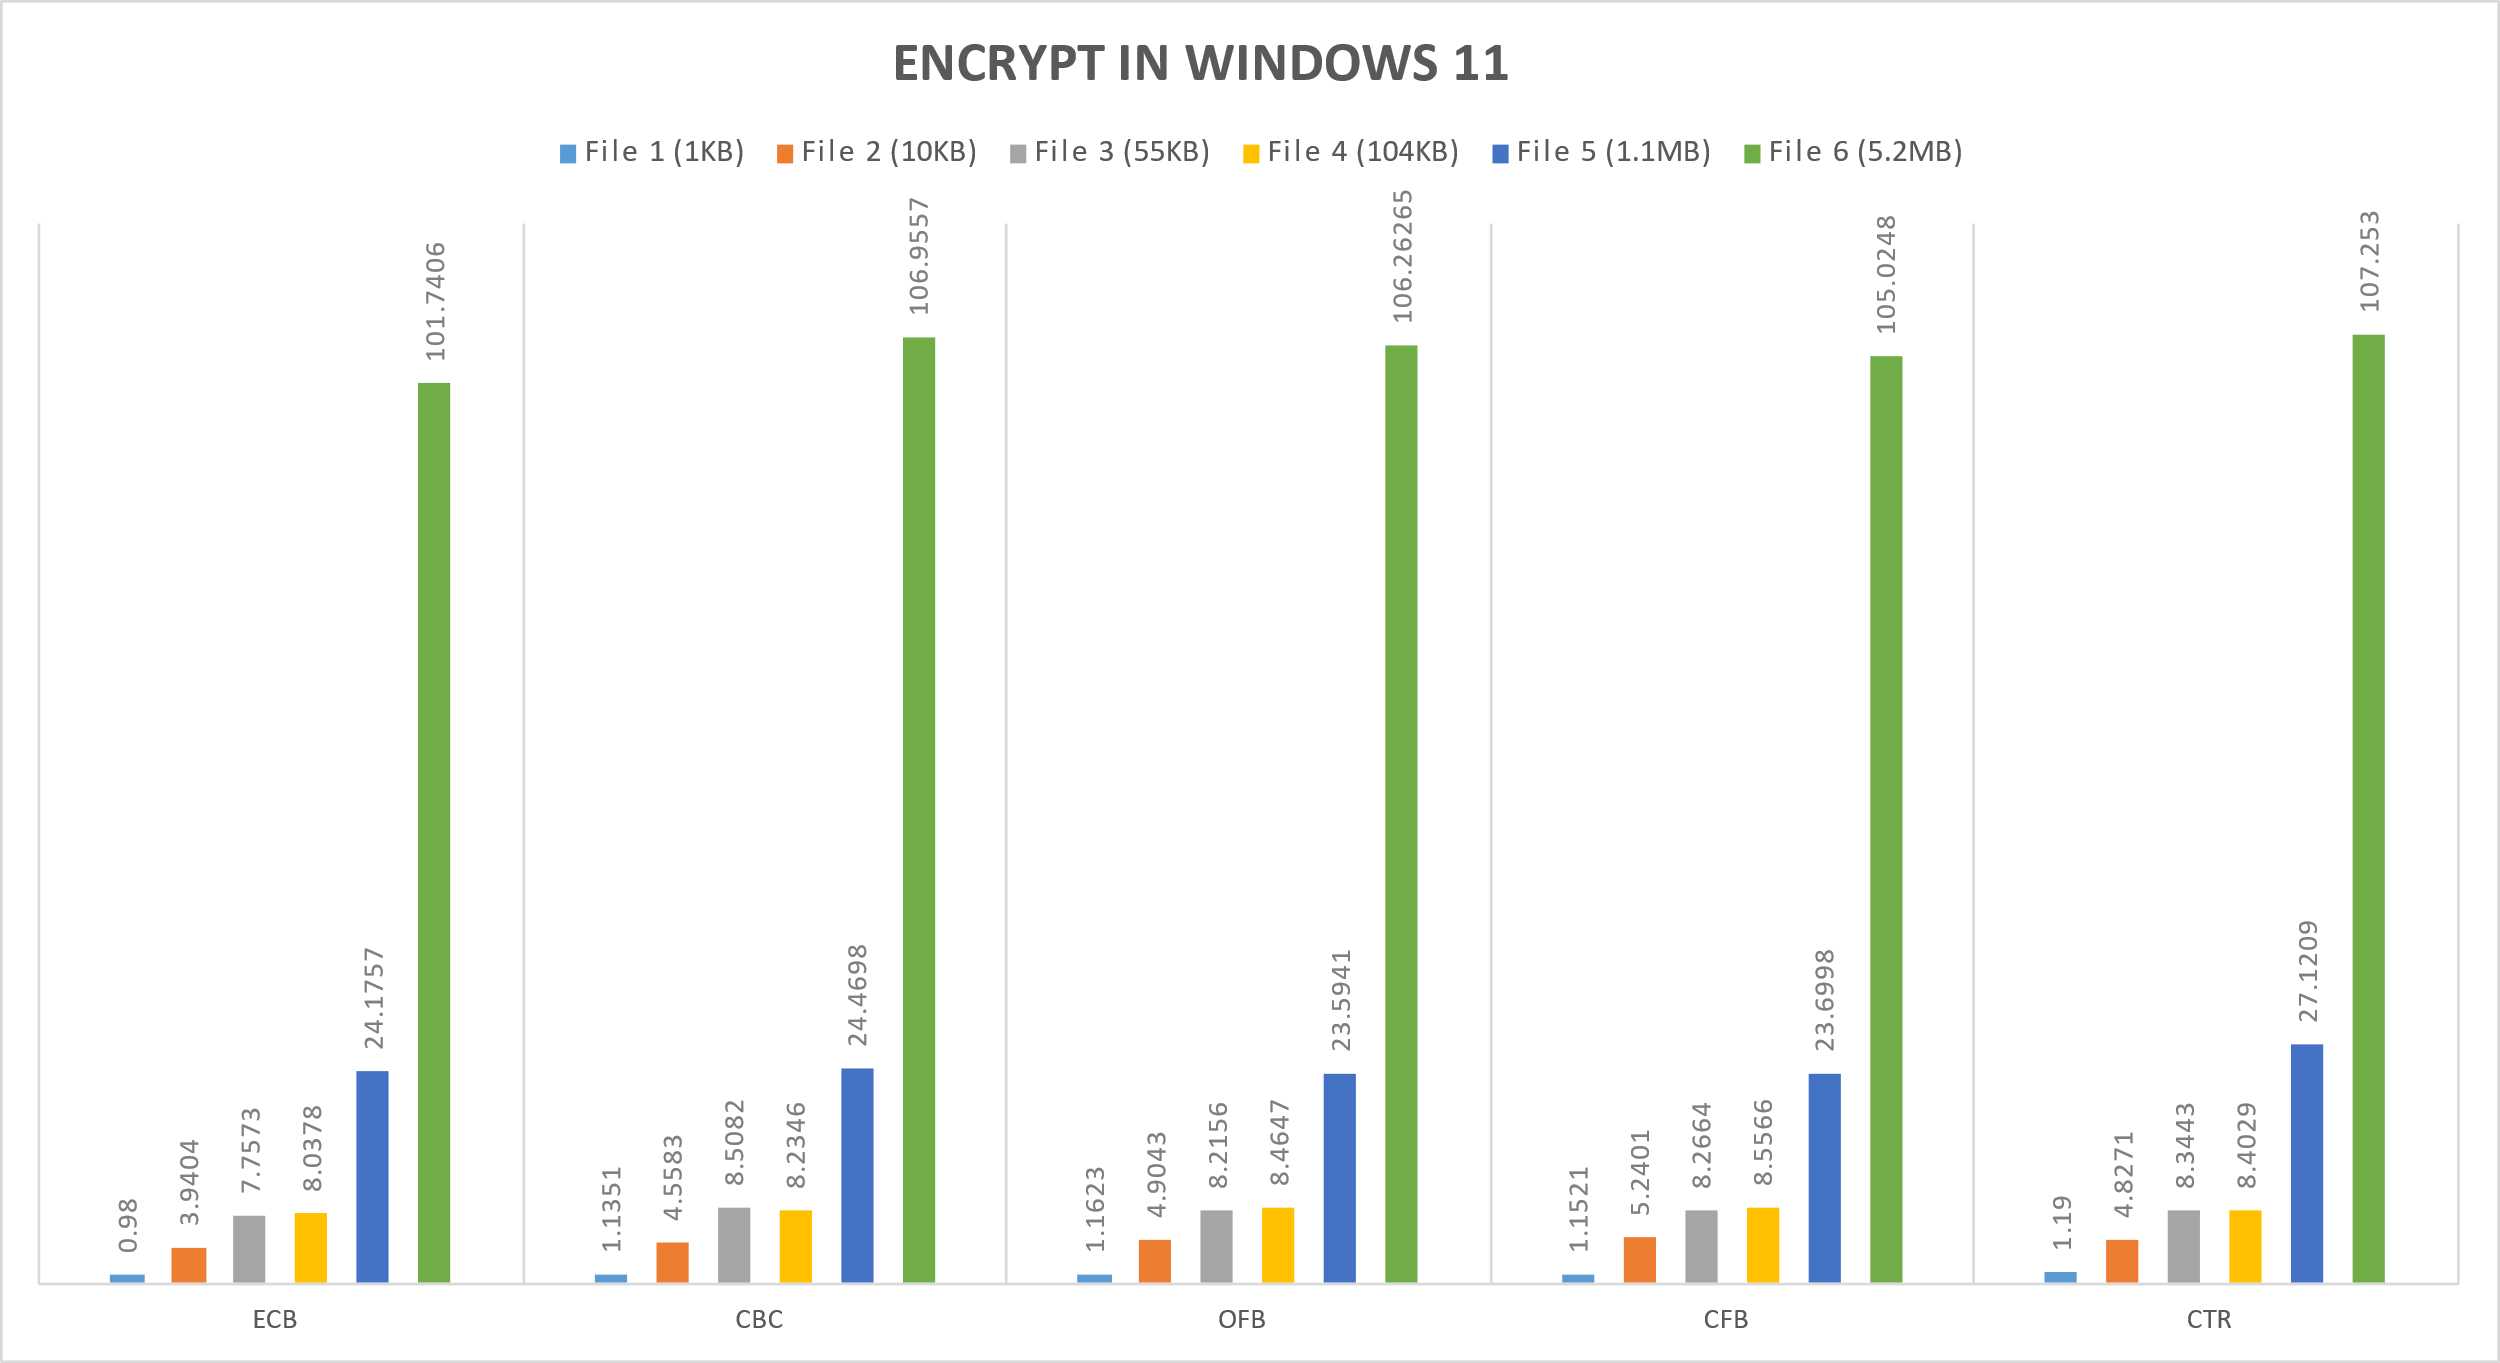 ENCRYPT IN WINDOWS 11
File 1 (1KB) File 2 (10KB) File 3 (55KB) File 4 (104KB) File 5 (1.1MB) File 6 (5.2MB)
0.98 3.9404 7.7573 8.0378 24.1757 101.7406
1.1351 4.5583 8.5082 8.2346 24.4698 106.9557
1.1623 4.9043 8.2156 8.4647 23.5941 106.26265
1.1521 5.2401 8.2664 8.5566 23.6998 105.0248
1.19 4.8271 8.3443 8.4029 27.1209 107.253
ECB CBC OFB CFB CTR